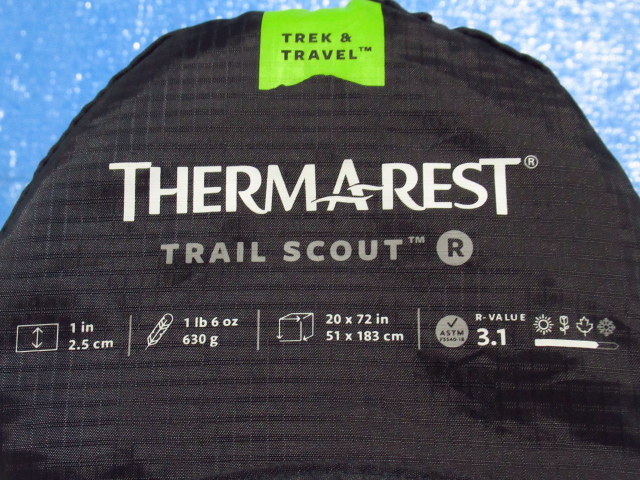 TREK &
TRAVEL™
THERMAREST®
TRAIL SCOUT™ R
1 in
2.5 cm
1 lb 6 oz
630 g
20 x 72 in
51 x 183 cm
ASTM
F3340-18
R-VALUE
3.1